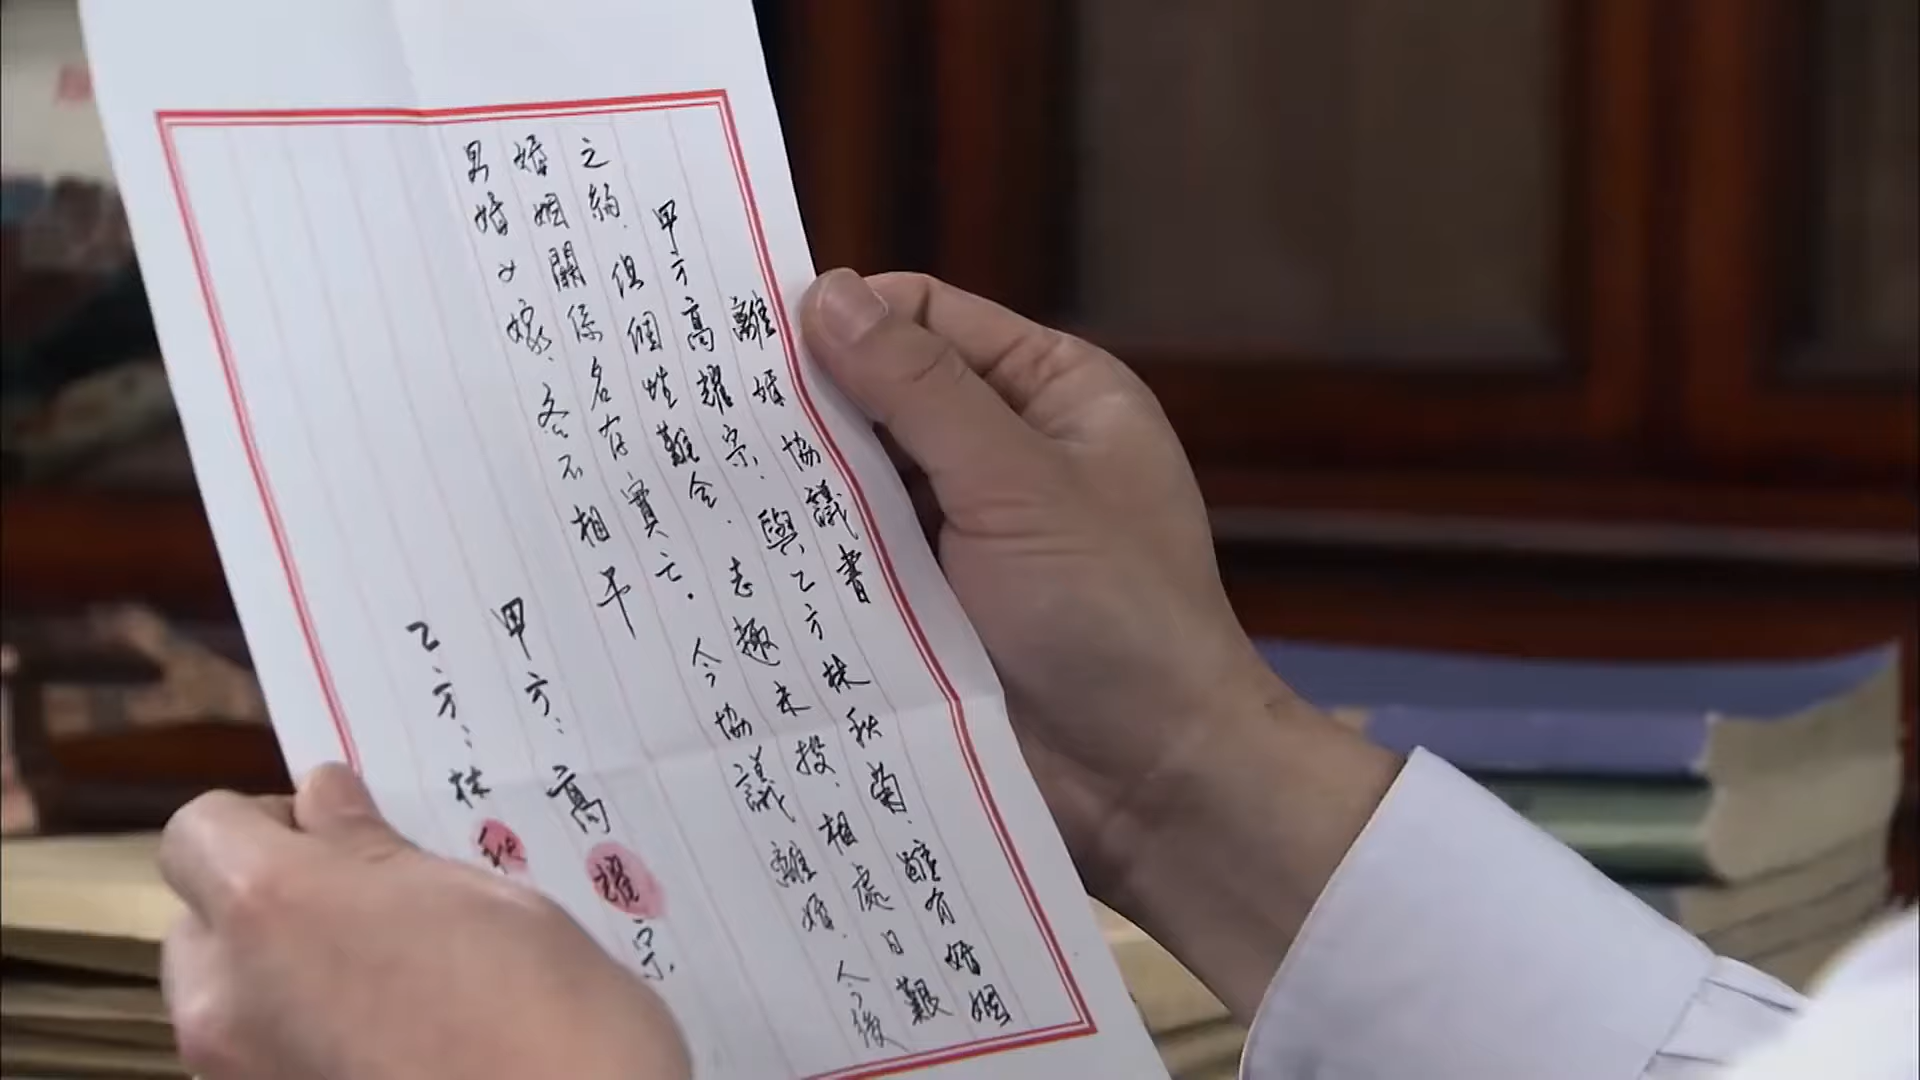 離婚協議書
甲方高耀宗、與乙方林秋菊、雖有婚姻
之約、但個性難合、志趣未投、相處日艱
婚姻關係名存實亡。今協議離婚、今後
男婚女嫁、各不相干
甲方：高耀宗
乙方：林秋